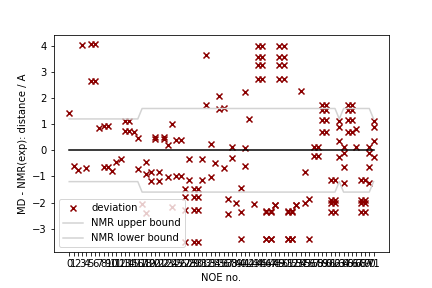 MD - NMR(exp): distance / A
4
3
2
1
0
−1
−2
−3
deviation
NMR upper bound
NMR lower bound
NOE no.